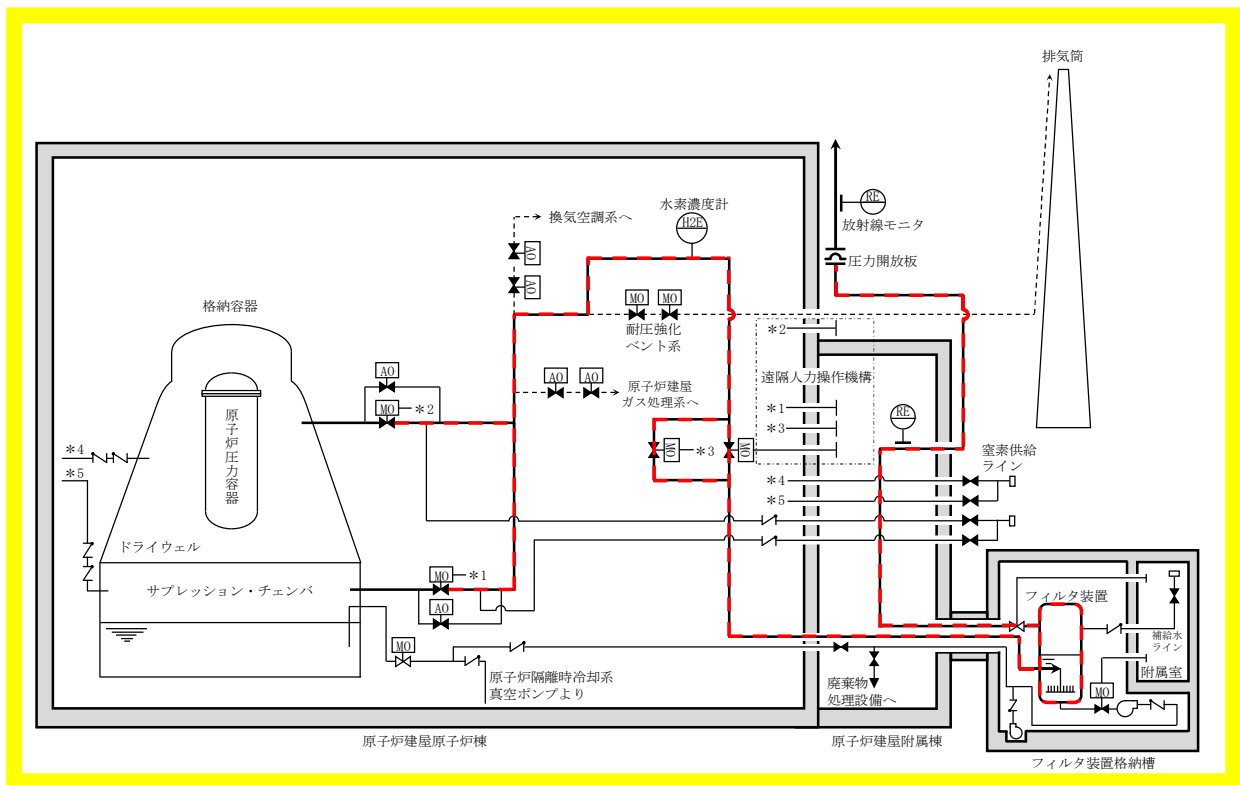 排気筒
換気空調系へ
水素濃度計
H2E
RE
放射線モニタ
圧力開放板
AO
AO
MO
MO
耐圧強化
ベント系
格納容器
AO
MO
*2
AO
AO
原子炉建屋
ガス処理系へ
*2
遠隔人力操作機構
*1
*3
RE
原子炉圧力容器
*4
*5
MO
*3
MO
*4
*5
窒素供給
ライン
ドライウェル
サプレッション・チェンバ
MO
*1
AO
MO
原子炉隔離時冷却系
真空ポンプより
廃棄物
処理設備へ
フィルタ装置
補給水
ライン
附属室
MO
原子炉建屋原子炉棟
原子炉建屋附属棟
フィルタ装置格納槽